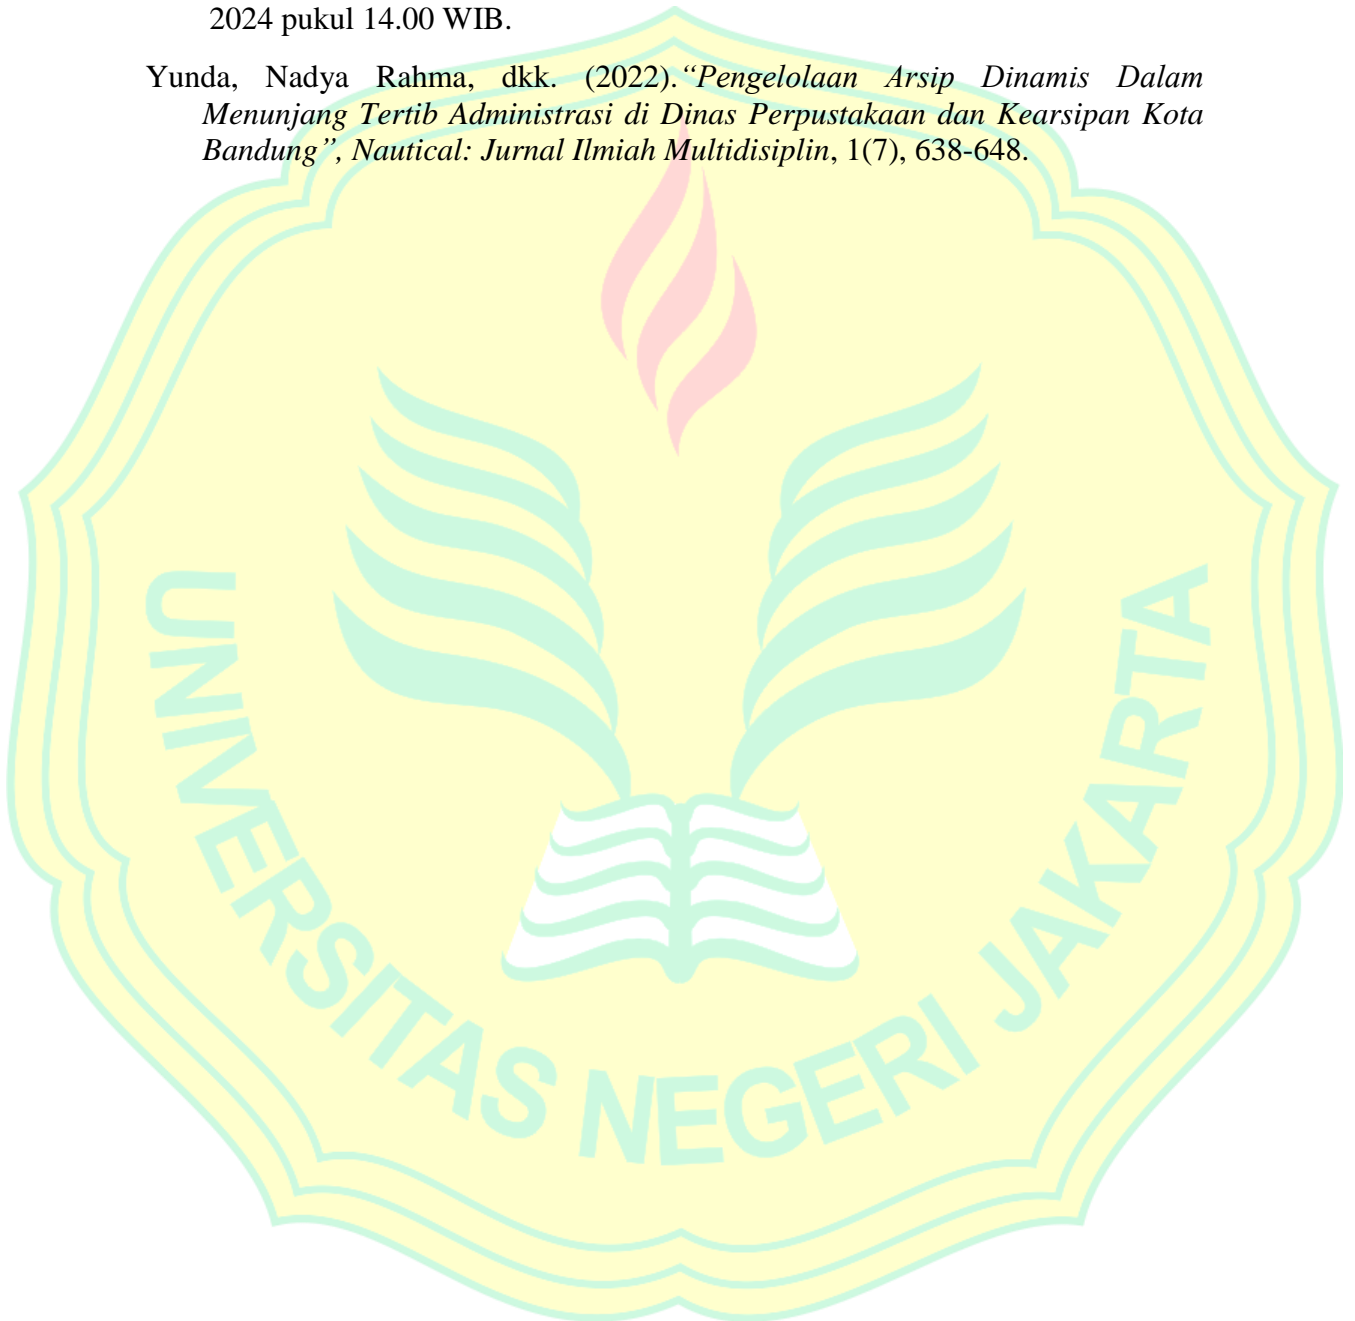 2024 pukul 14.00 WIB.
Yunda, Nadya Rahma, dkk. (2022).“Pengelolaan Arsip Dinamis Dalam
Menunjang Tertib Administrasi di Dinas Perpustakaan dan Kearsipan Kota
Bandung”, Nautical: Jurnal Ilmiah Multidisiplin, 1(7), 638-648.
UNIVERSITAS NEGERI JAKARTA